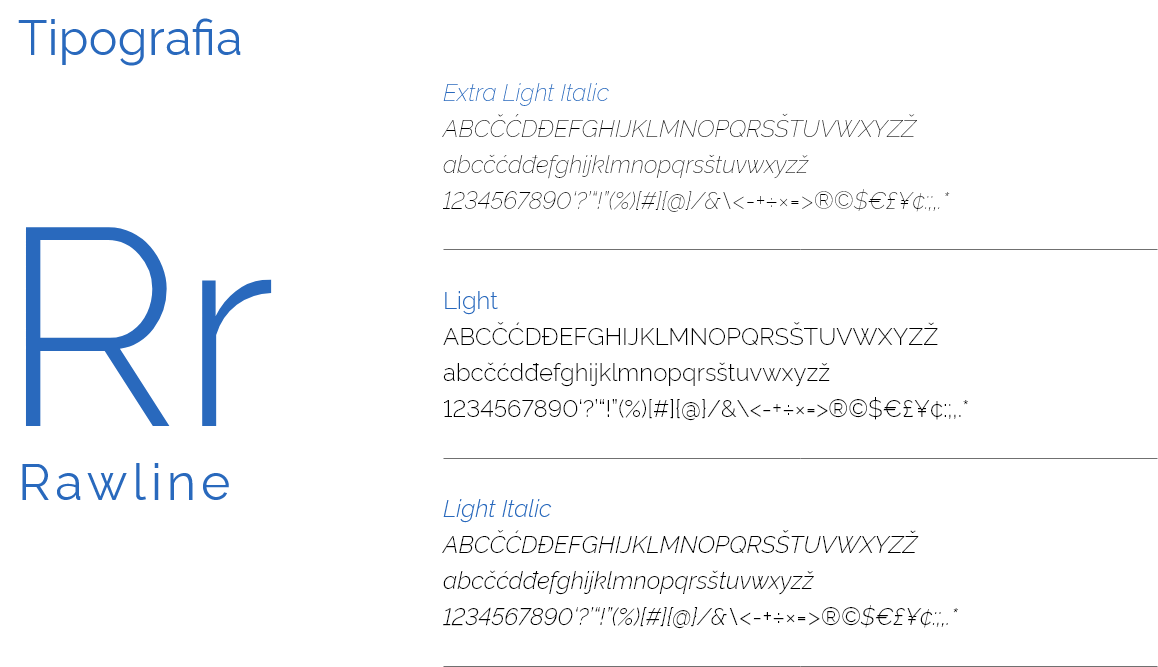 Tipografia
Rr
Rawline
Extra Light Italic
ABCČĆDĐEFGHIJKLMNOPQRSŠTUVWXYZŽ
abcčćdđefghijklmnopqrsštuvwxyzž
1234567890‘?’“!”(%)[#]{@}/&\<-+÷×=>®©$€£¥¢:;,.*
Light
ABCČĆDĐEFGHIJKLMNOPQRSŠTUVWXYZŽ
abcčćdđefghijklmnopqrsštuvwxyzž
1234567890‘?’“!”(%)[#]{@}/&\<-+÷×=>®©$€£¥¢:;,.*
Light Italic
ABCČĆDĐEFGHIJKLMNOPQRSŠTUVWXYZŽ
abcčćdđefghijklmnopqrsštuvwxyzž
1234567890‘?’“!”(%)[#]{@}/&\<-+÷×=>®©$€£¥¢:;,.*